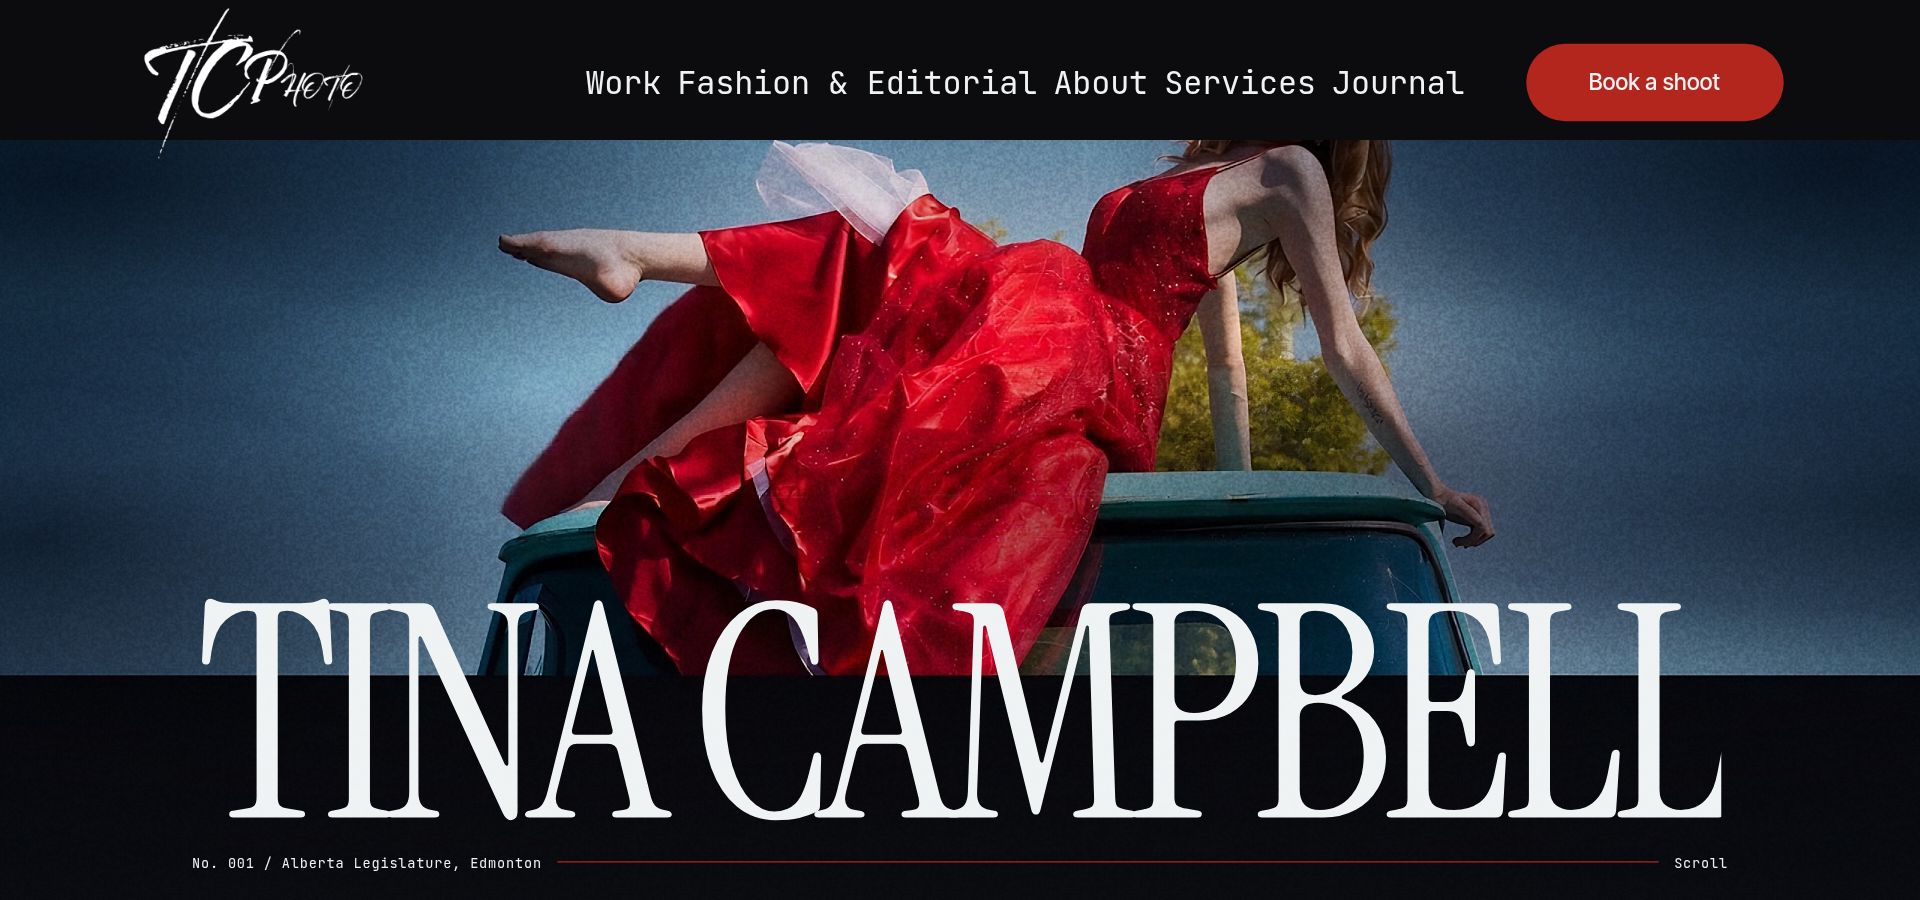 TCPHOTO
Work Fashion & Editorial About Services Journal
Book a shoot
TINA CAMPBELL
No. 001 / Alberta Legislature, Edmonton
Scroll